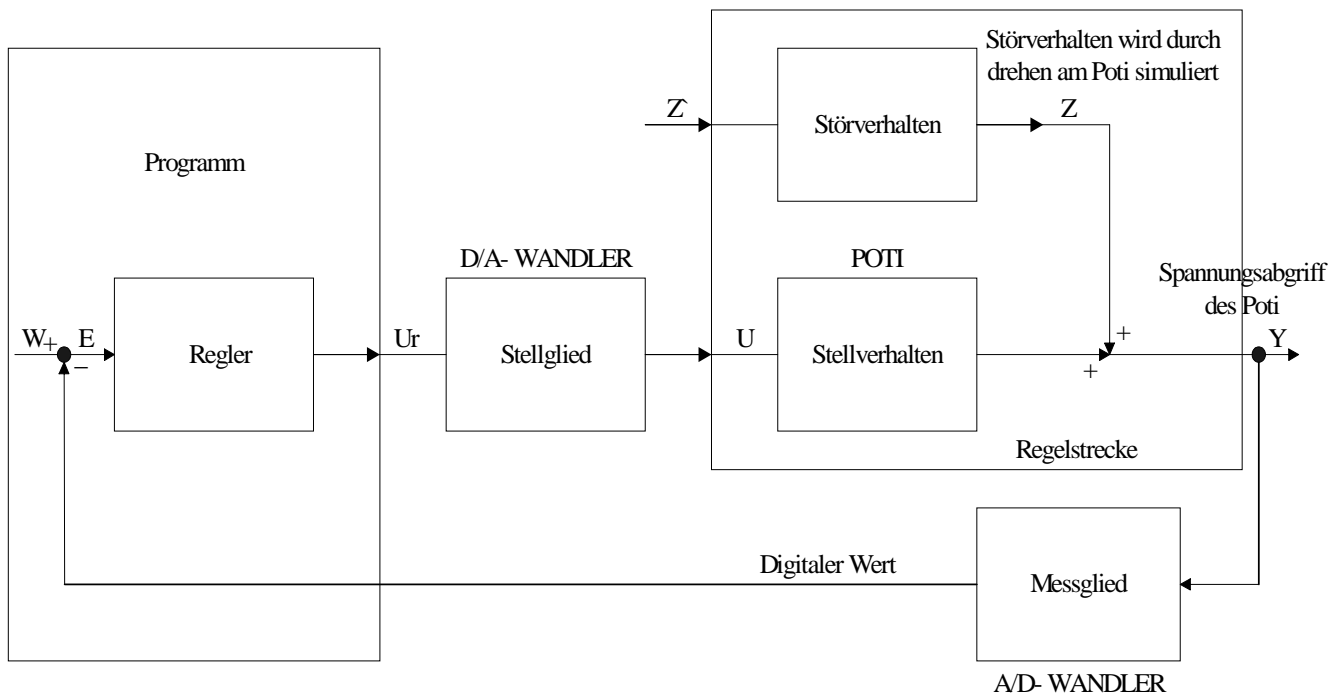 Störverhalten wird durch
drehen am Poti simuliert
Z`
Störverhalten
Z
Programm
D/A- WANDLER
POTI
Spannungsabgriff
des Poti
W
+
E
−
Regler
Ur
Stellglied
U
Stellverhalten
+
+
Y
Regelstrecke
Digitaler Wert
Messglied
A/D- WANDLER